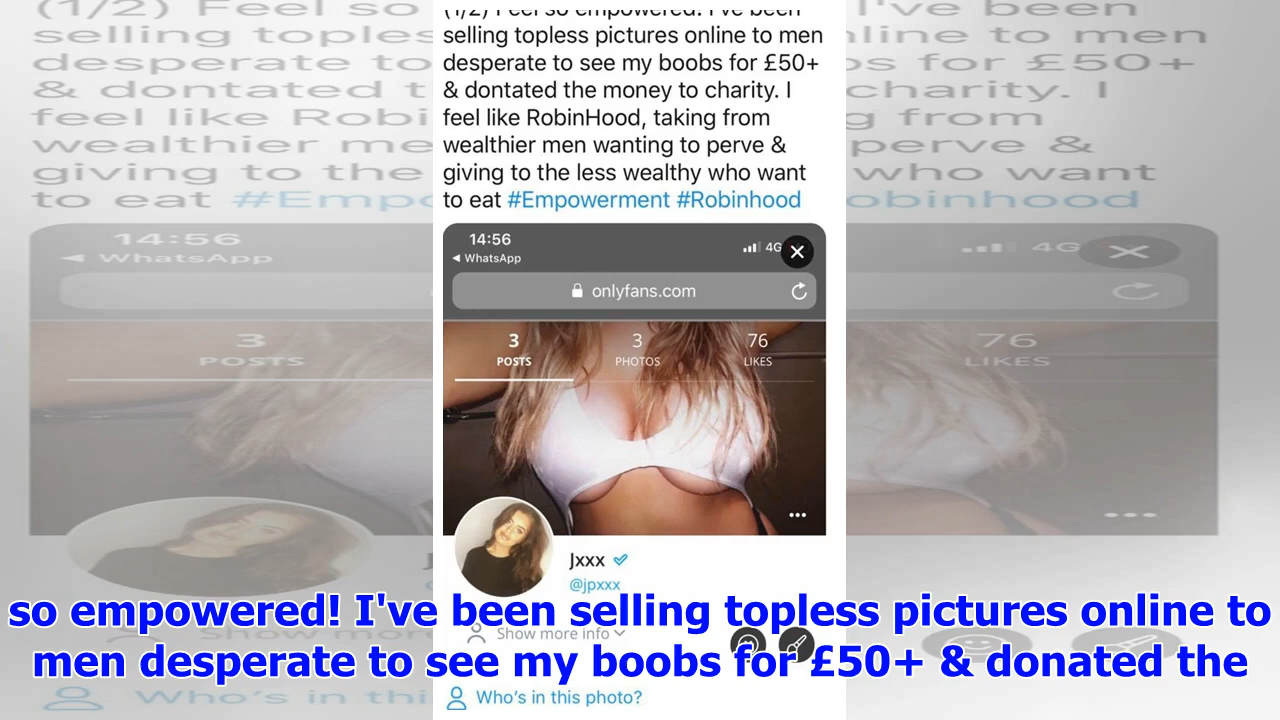 (1/2) Feel so empowered! I've been
selling topless pictures online to men
desperate to see my boobs for £50+
& dontated the money to charity. I
feel like RobinHood, taking from
wealthier men wanting to perve &
giving to the less wealthy who want
to eat #Empowerment #Robinhood
14:56
4G
WhatsApp
onlyfans.com
3
3
76
POSTS
PHOTOS
LIKES
Jxxx
@jpxxx
so empowered! I've been selling topless pictures online to
Show more info
men desperate to see my boobs for £50+ & donated the
Who's in this photo?